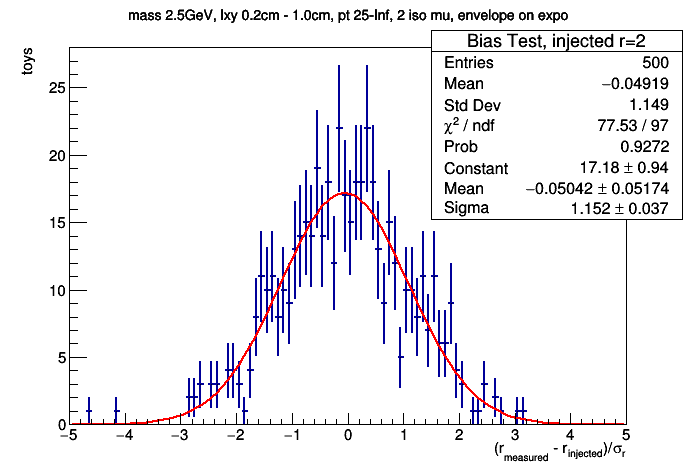 mass 2.5GeV, lxy 0.2cm - 1.0cm, pt 25-Inf, 2 iso mu, envelope on expo
toys
Bias Test, injected r=2
Entries 500
Mean −0.04919
Std Dev 1.149
χ² / ndf 77.53 / 97
Prob 0.9272
Constant 17.18 ± 0.94
Mean −0.05042 ± 0.05174
Sigma 1.152 ± 0.037
25
20
15
10
5
0
−5 −4 −3 −2 −1 0 1 2 3 4 5
(r_measured - r_injected)/σ_r